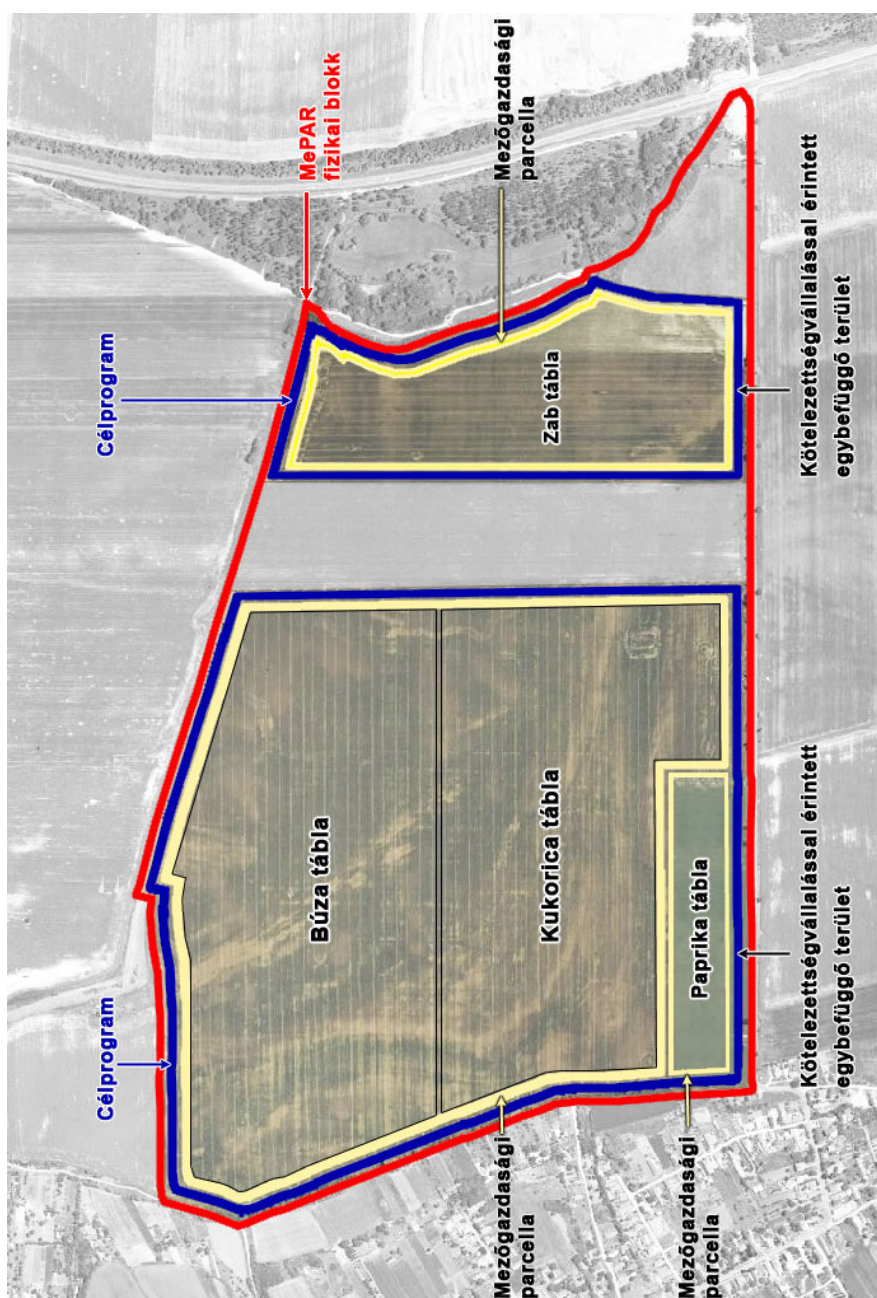 Célprogram
Célprogram
MePAR
fizikai blokk
Búza tábla
Mezőgazdasági
parcella
Kukorica tábla
Zab tábla
Mezőgazdasági
parcella
Mezőgazdasági
parcella
Paprika tábla
Kötelezettségvállalással érintett
egybefüggő terület
Kötelezettségvállalással érintett
egybefüggő terület